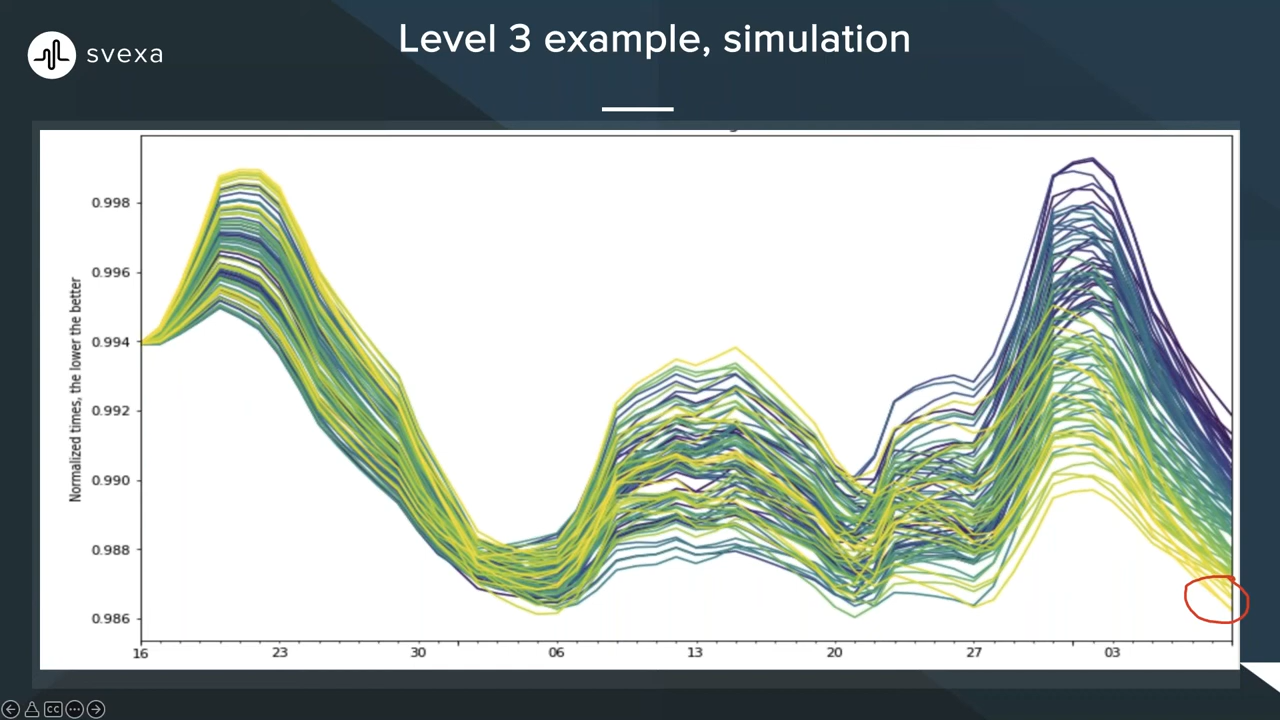 Level 3 example, simulation
svexa
Normalized times, the lower the better
0.998
0.996
0.994
0.992
0.990
0.988
0.986
16 23 30 06 13 20 27 03
CC